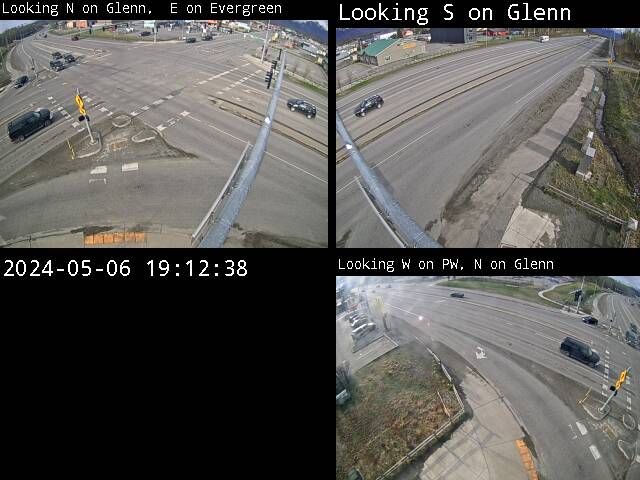 Looking N on Glenn,  E on Evergreen
Looking S on Glenn
2024-05-06 19:12:38
Looking W on PW, N on Glenn